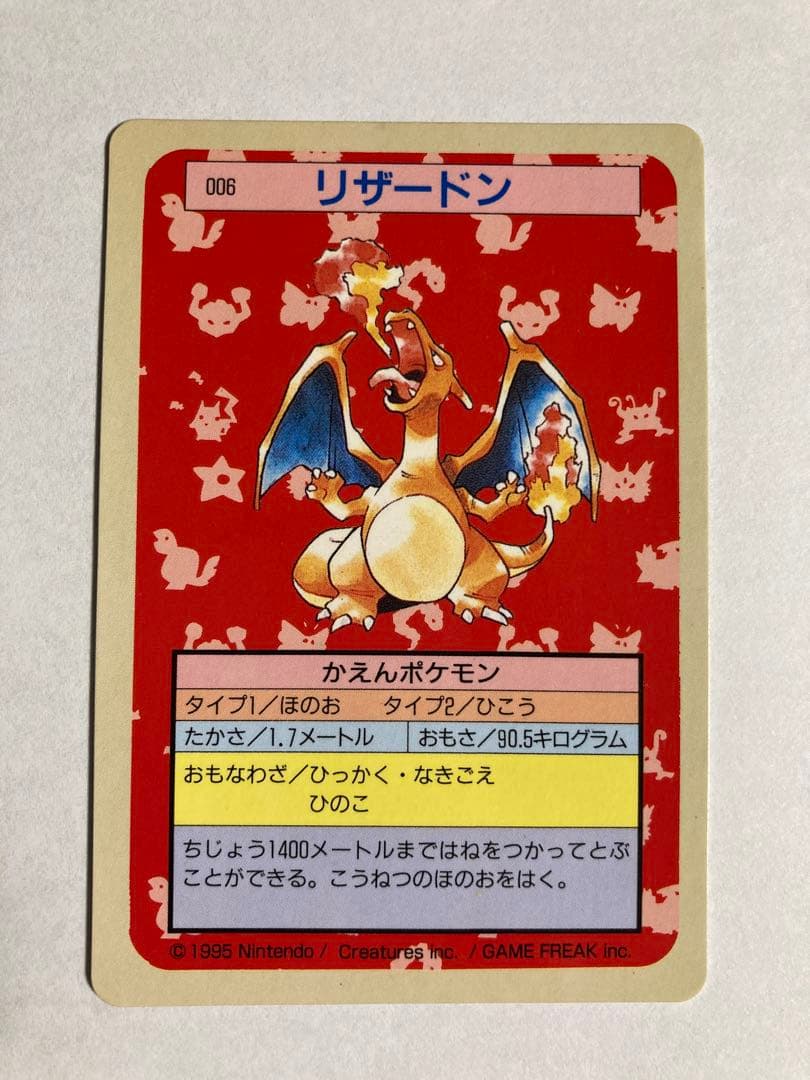 006 リザードン
かえんポケモン
タイプ1/ほのお タイプ2/ひこう
たかさ/1.7メートル おもさ/90.5キログラム
おもなわざ/ひっかく・なきごえ
ひのこ
ちじょう1400メートルまではねをつかってとぶ
ことができる。こうねつのほのおをはく。
© 1995 Nintendo / Creatures inc. / GAME FREAK inc.